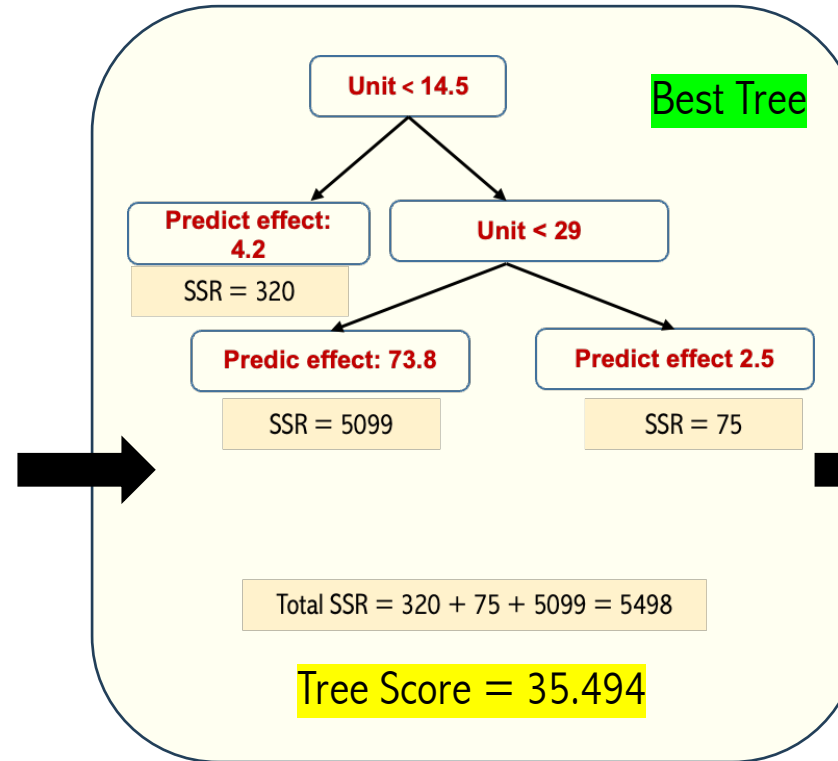 Unit < 14.5
Best Tree
Predict effect:
4.2
Unit < 29
SSR = 320
Predic effect: 73.8
Predict effect 2.5
SSR = 5099
SSR = 75
Total SSR = 320 + 75 + 5099 = 5498
Tree Score = 35.494